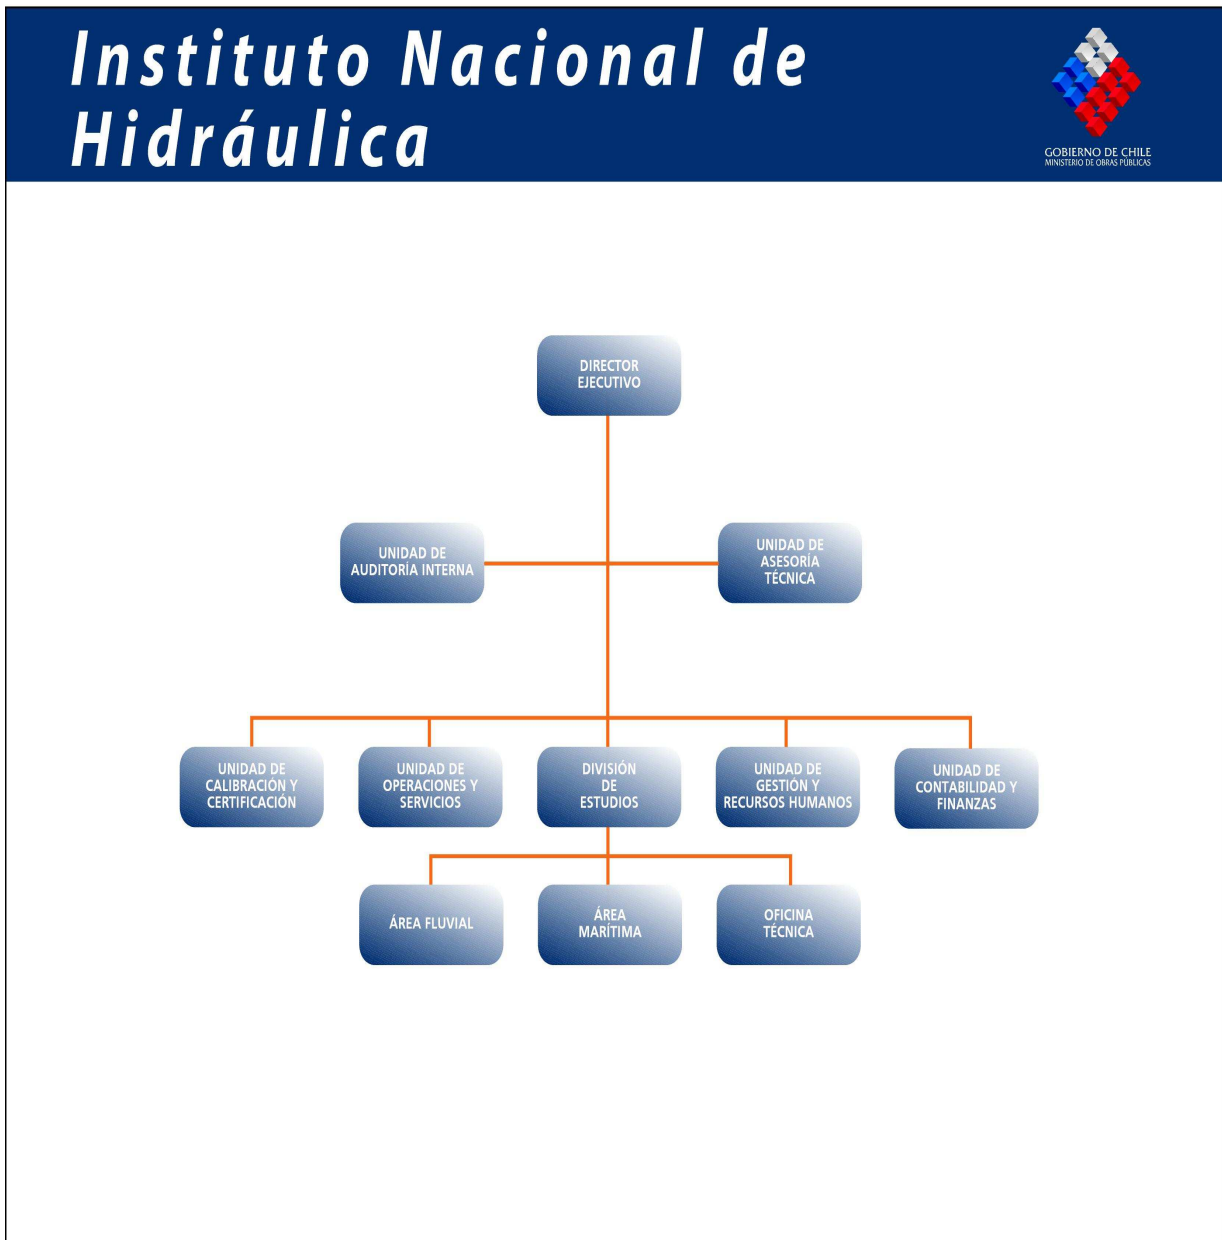 Instituto Nacional de
Hidráulica
GOBIERNO DE CHILE
MINISTERIO DE OBRAS PÚBLICAS
DIRECTOR
EJECUTIVO
UNIDAD DE
AUDITORÍA INTERNA
UNIDAD DE
ASESORÍA
TÉCNICA
UNIDAD DE
CALIBRACIÓN Y
CERTIFICACIÓN
UNIDAD DE
OPERACIONES Y
SERVICIOS
DIVISIÓN
DE
ESTUDIOS
UNIDAD DE
GESTIÓN Y
RECURSOS HUMANOS
UNIDAD DE
CONTABILIDAD Y
FINANZAS
ÁREA FLUVIAL
ÁREA
MARÍTIMA
OFICINA
TÉCNICA